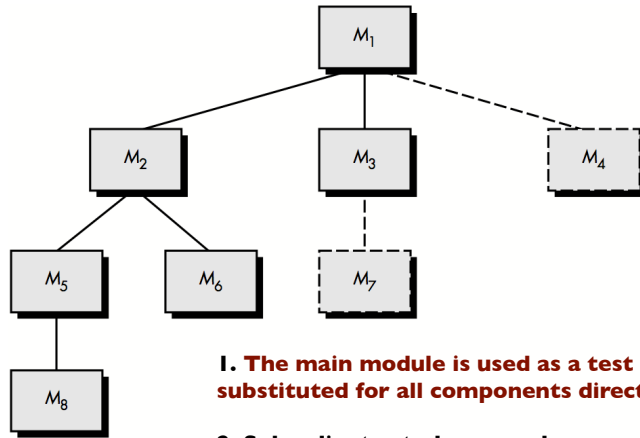 M1
M2
M3
M4
M5
M6
M7
M8
1. The main module is used as a test
substituted for all components direct